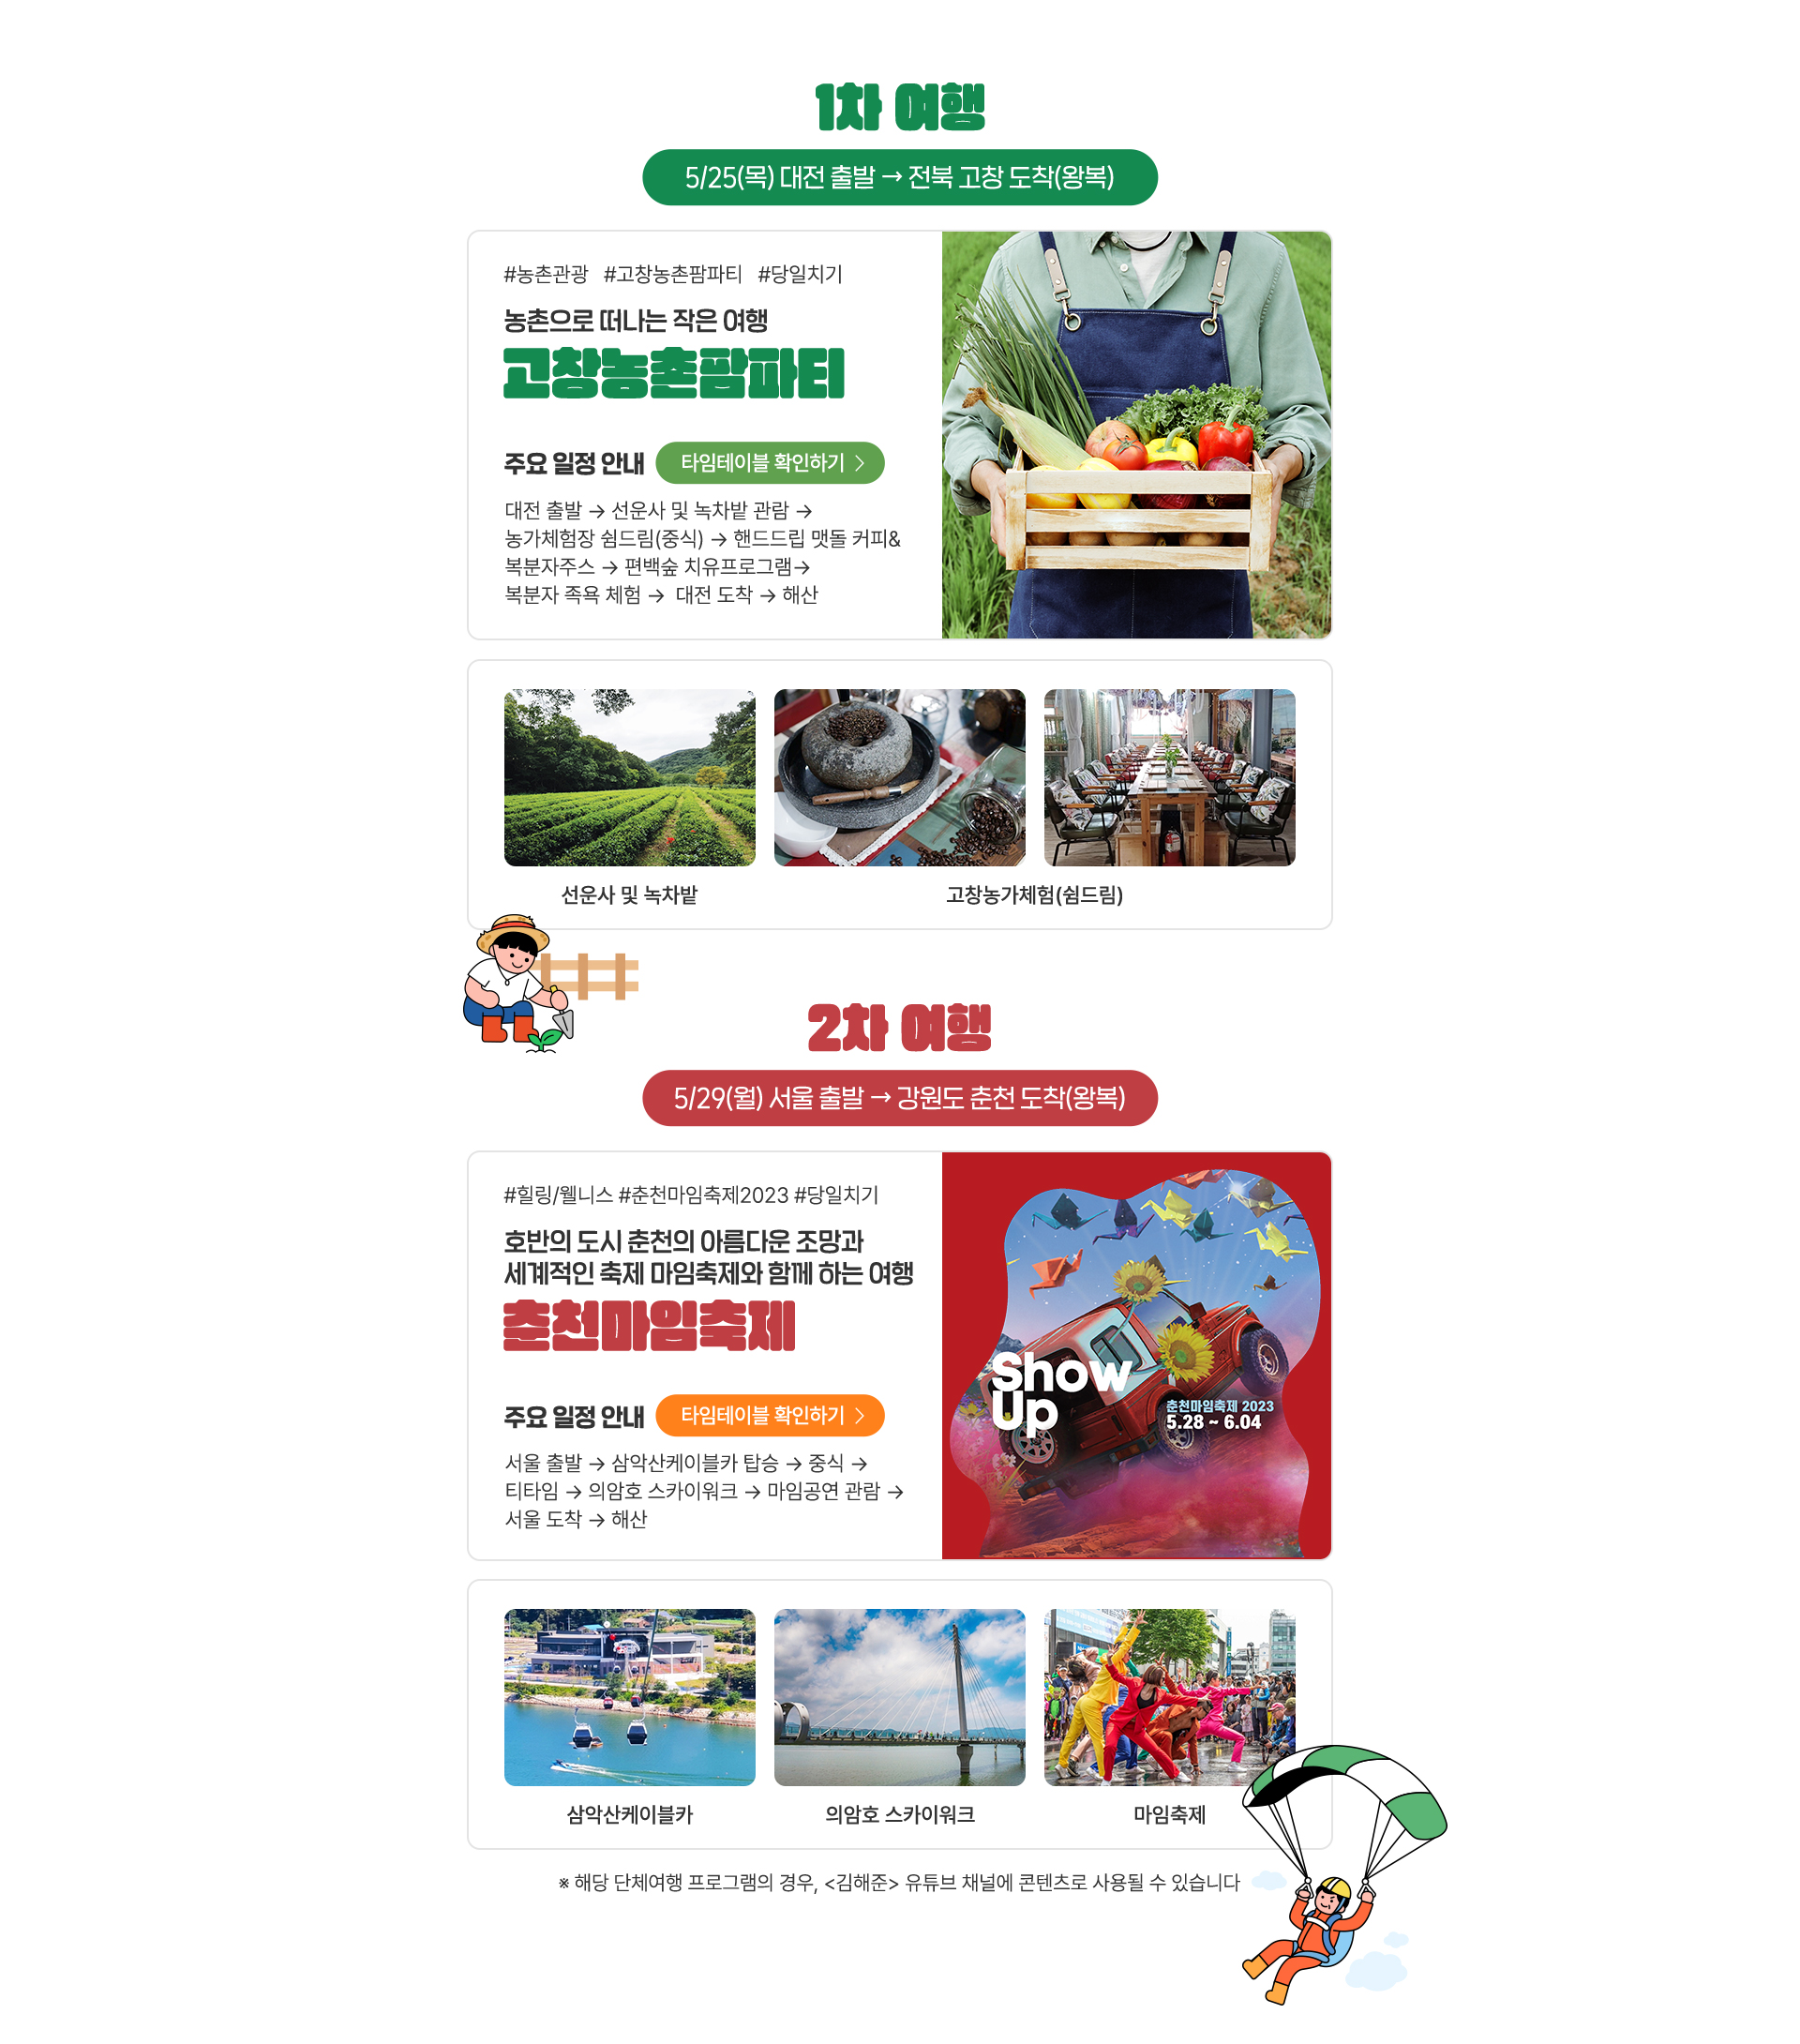 1차 여행
5/25(목) 대전 출발 → 전북 고창 도착(왕복)
#농촌관광 #고창농촌팜파티 #당일치기
농촌으로 떠나는 작은 여행
고창농촌팜파티
주요 일정 안내 타임테이블 확인하기 >
대전 출발 → 선운사 및 녹차밭 관람 →
농가체험장 쉼드림(중식) → 핸드드립 맷돌 커피&
복분자주스 → 편백숲 치유프로그램→
복분자 족욕 체험 → 대전 도착 → 해산
선운사 및 녹차밭
고창농가체험(쉼드림)
2차 여행
5/29(월) 서울 출발 → 강원도 춘천 도착(왕복)
#힐링/웰니스 #춘천마임축제2023 #당일치기
호반의 도시 춘천의 아름다운 조망과
세계적인 축제 마임축제와 함께 하는 여행
춘천마임축제
주요 일정 안내 타임테이블 확인하기 >
서울 출발 → 삼악산케이블카 탑승 → 중식 →
티타임 → 의암호 스카이워크 → 마임공연 관람 →
서울 도착 → 해산
Show
Up
춘천마임축제 2023
5.28 ~ 6.04
삼악산케이블카
의암호 스카이워크
마임축제
※ 해당 단체여행 프로그램의 경우, <김해준> 유튜브 채널에 콘텐츠로 사용될 수 있습니다